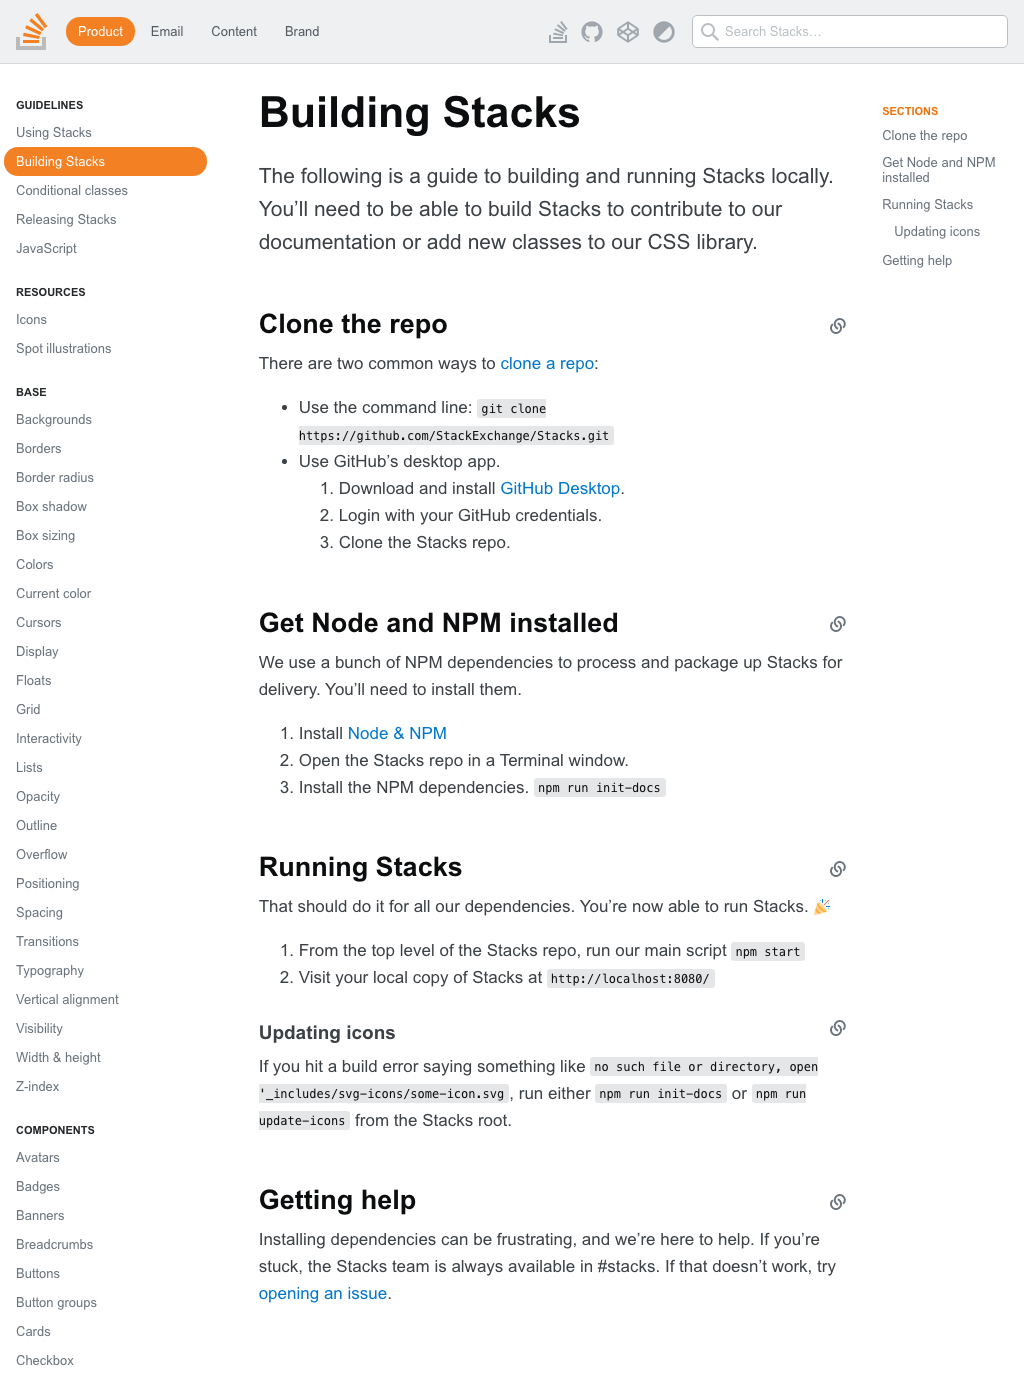 Product Email Content Brand
Search Stacks…
GUIDELINES
Using Stacks
Building Stacks
Conditional classes
Releasing Stacks
JavaScript
RESOURCES
Icons
Spot illustrations
BASE
Backgrounds
Borders
Border radius
Box shadow
Box sizing
Colors
Current color
Cursors
Display
Floats
Grid
Interactivity
Lists
Opacity
Outline
Overflow
Positioning
Spacing
Transitions
Typography
Vertical alignment
Visibility
Width & height
Z-index
COMPONENTS
Avatars
Badges
Banners
Breadcrumbs
Buttons
Button groups
Cards
Checkbox
Building Stacks
The following is a guide to building and running Stacks locally.
You’ll need to be able to build Stacks to contribute to our
documentation or add new classes to our CSS library.
Clone the repo
There are two common ways to clone a repo:
• Use the command line: git clone
https://github.com/StackExchange/Stacks.git
• Use GitHub’s desktop app.
1. Download and install GitHub Desktop.
2. Login with your GitHub credentials.
3. Clone the Stacks repo.
Get Node and NPM installed
We use a bunch of NPM dependencies to process and package up Stacks for
delivery. You’ll need to install them.
1. Install Node & NPM
2. Open the Stacks repo in a Terminal window.
3. Install the NPM dependencies. npm run init-docs
Running Stacks
That should do it for all our dependencies. You’re now able to run Stacks. 🎉
1. From the top level of the Stacks repo, run our main script npm start
2. Visit your local copy of Stacks at http://localhost:8080/
Updating icons
If you hit a build error saying something like no such file or directory, open
'_includes/svg-icons/some-icon.svg, run either npm run init-docs or npm run
update-icons from the Stacks root.
Getting help
Installing dependencies can be frustrating, and we’re here to help. If you’re
stuck, the Stacks team is always available in #stacks. If that doesn’t work, try
opening an issue.
SECTIONS
Clone the repo
Get Node and NPM
installed
Running Stacks
Updating icons
Getting help